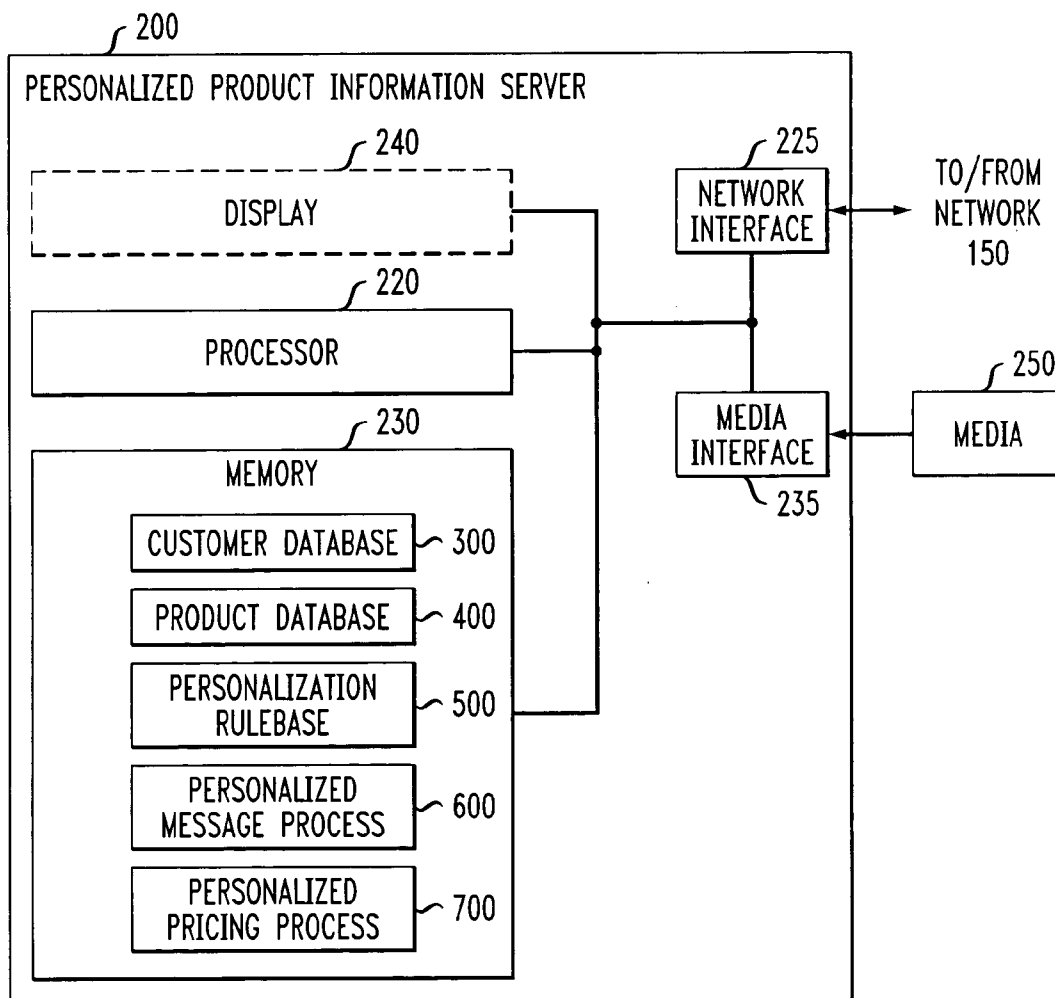 200
PERSONALIZED PRODUCT INFORMATION SERVER
240
DISPLAY
225
NETWORK
INTERFACE
TO/FROM
NETWORK
150
220
PROCESSOR
250
MEDIA
MEDIA
INTERFACE
235
230
MEMORY
CUSTOMER DATABASE
300
PRODUCT DATABASE
400
PERSONALIZATION
RULEBASE
500
PERSONALIZED
MESSAGE PROCESS
600
PERSONALIZED
PRICING PROCESS
700